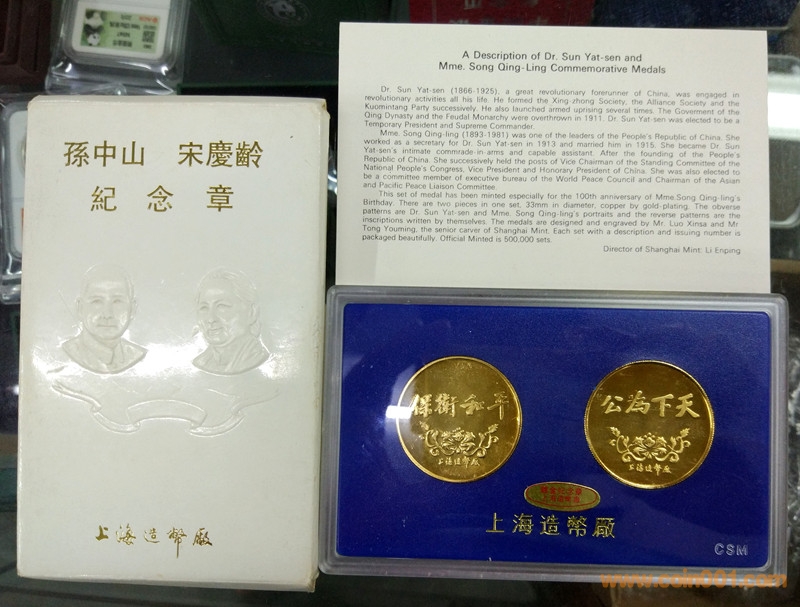 孫中山 宋慶齡
紀念章
上海造幣廠
A Description of Dr. Sun Yat-sen and
Mme. Song Qing-Ling Commemorative Medals
Dr. Sun Yat-sen (1866-1925), a great revolutionary forerunner of China, was engaged in
revolutionary activities all his life. He formed the Xing-zhong Society, the Alliance Society and the
Kuomintang Party successively. He also launched armed uprising several times. The Goverment of the
Qing Dynasty and the Feudal Monarchy were overthrown in 1911. Dr. Sun Yat-sen was elected to be a
Temporary President and Supreme Commander.
Mme. Song Qing-ling (1893-1981) was one of the leaders of the People's Republic of China. She
worked as a secretary for Dr. Sun Yat-sen in 1913 and married him in 1915. She became Dr. Sun
Yat-sen's intimate commrade-in-arms and capable assistant. After the founding of the People's
Republic of China. She successively held the posts of Vice Chairman of the Standing Committee of the
National People's Congress, Vice President and Honorary President of China. She was also elected to
be a committee member of executive bureau of the World Peace Council and Chairman of the Asian
and Pacific Peace Liaison Committee.
This set of medal has been minted especially for the 100th anniversary of Mme.Song Qing-ling's
Birthday. There are two pieces in one set, 33mm in diameter, copper by gold-plating. The obverse
patterns are Dr. Sun Yat-sen and Mme. Song Qing-ling's portraits and the reverse patterns are the
inscriptions written by themselves. The medals are designed and engraved by Mr. Luo Xinsa and Mr
Tong Youming, the senior carver of Shanghai Mint. Each set with a description and issuing number is
packaged beautifully. Official Minted is 500,000 sets.
Director of Shanghai Mint: Li Enping
保衛和平
上海造幣廠
公為下天
上海造幣廠
上海造幣廠
CSM
www.coin001.com